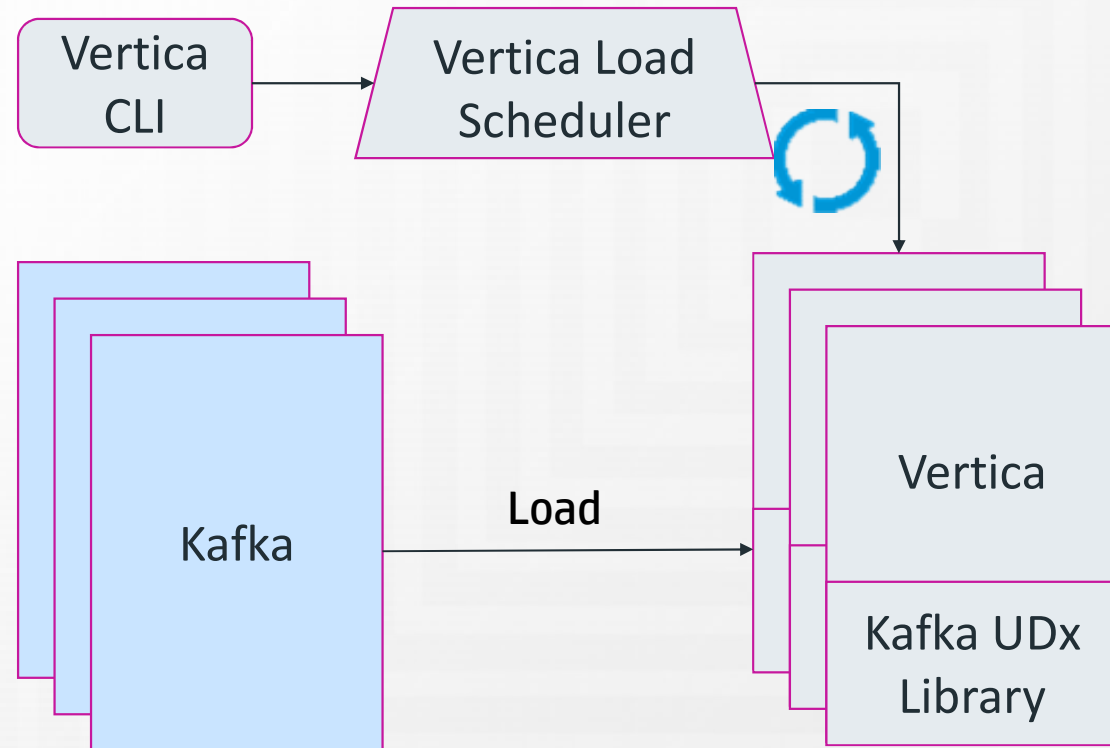 Vertica
CLI
Vertica Load
Scheduler
Kafka
Load
Vertica
Kafka UDx
Library